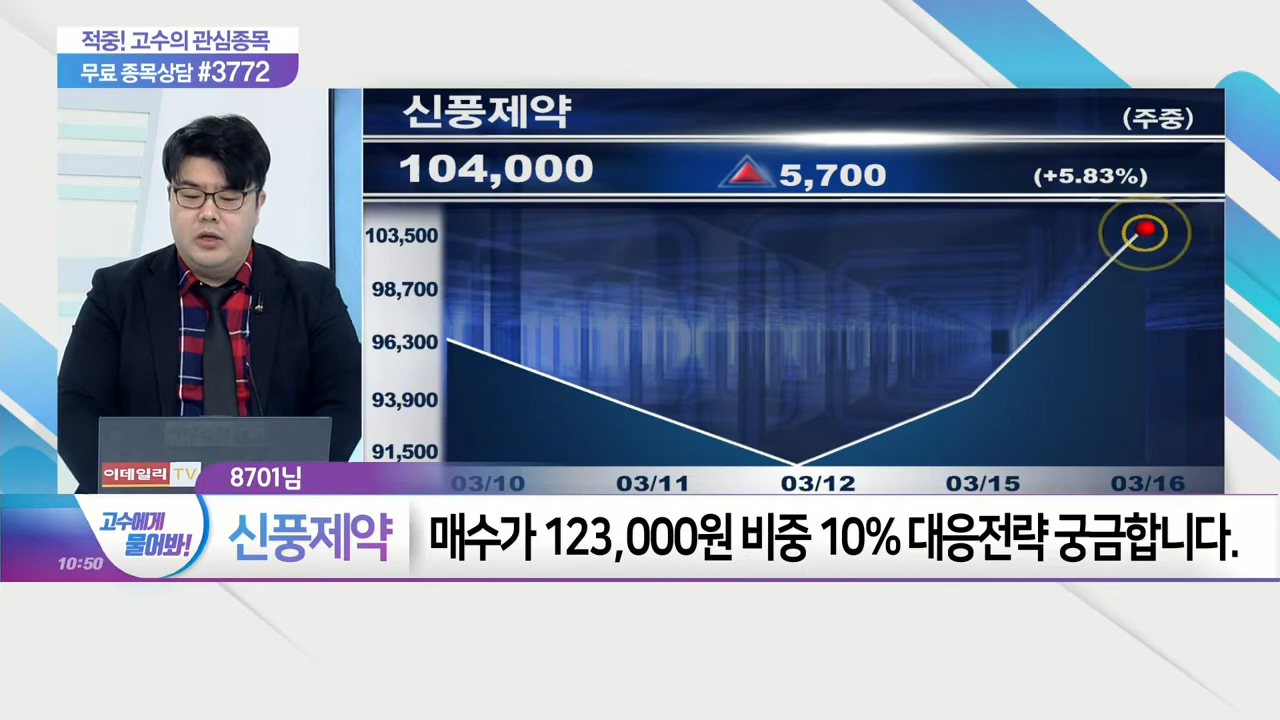 적중! 고수의 관심종목
무료 종목상담 #3772
신풍제약
(주중)
104,000
5,700
(+5.83%)
103,500
98,700
96,300
93,900
91,500
03/10
03/11
03/12
03/15
03/16
이데일리 TV
8701님
고수에게
물어봐!
10:50
신풍제약
매수가 123,000원 비중 10% 대응전략 궁금합니다.